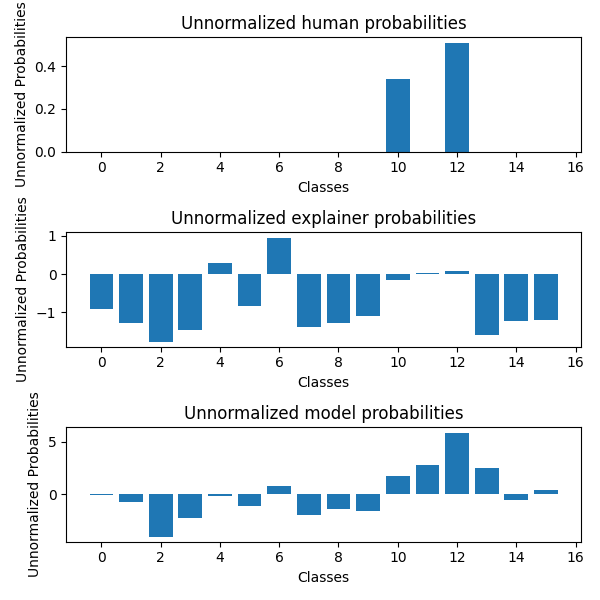 Unnormalized human probabilities
Unnormalized Probabilities
0.4
0.2
0.0
0 2 4 6 8 10 12 14 16
Classes
Unnormalized explainer probabilities
Unnormalized Probabilities
1
0
−1
0 2 4 6 8 10 12 14 16
Classes
Unnormalized model probabilities
Unnormalized Probabilities
5
0
0 2 4 6 8 10 12 14 16
Classes